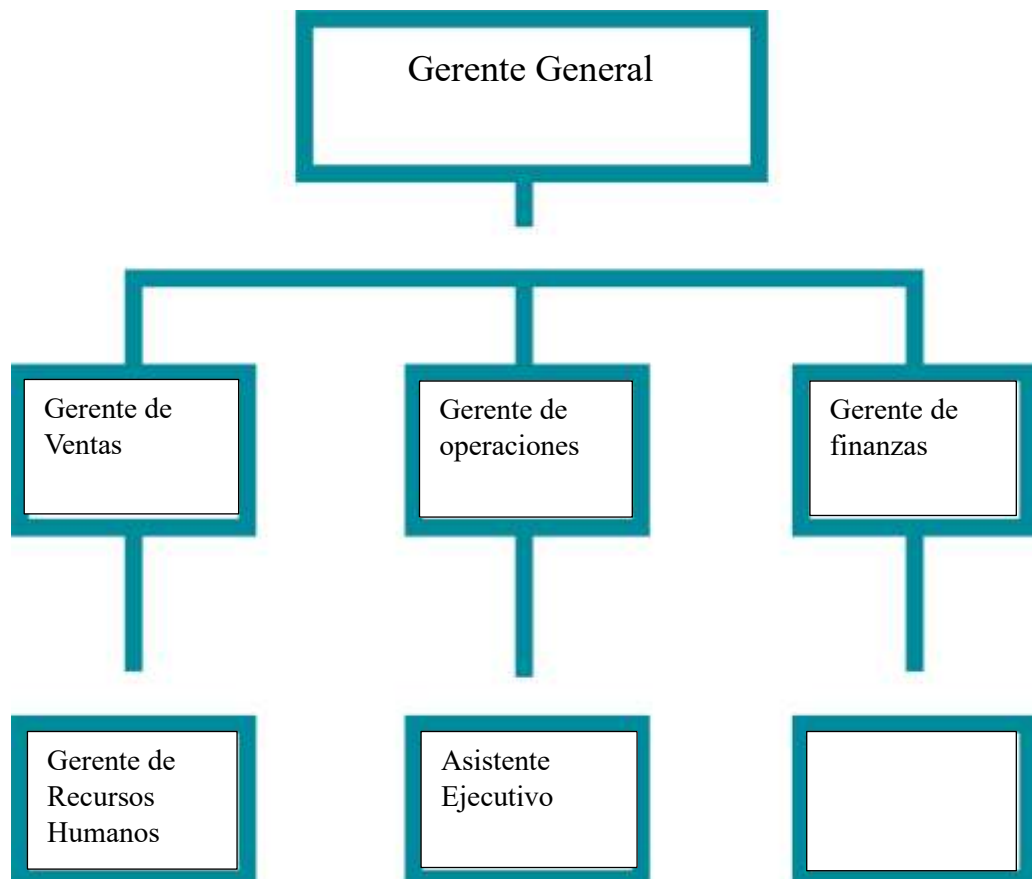 Gerente General
Gerente de
Ventas
Gerente de
operaciones
Gerente de
finanzas
Gerente de
Recursos
Humanos
Asistente
Ejecutivo